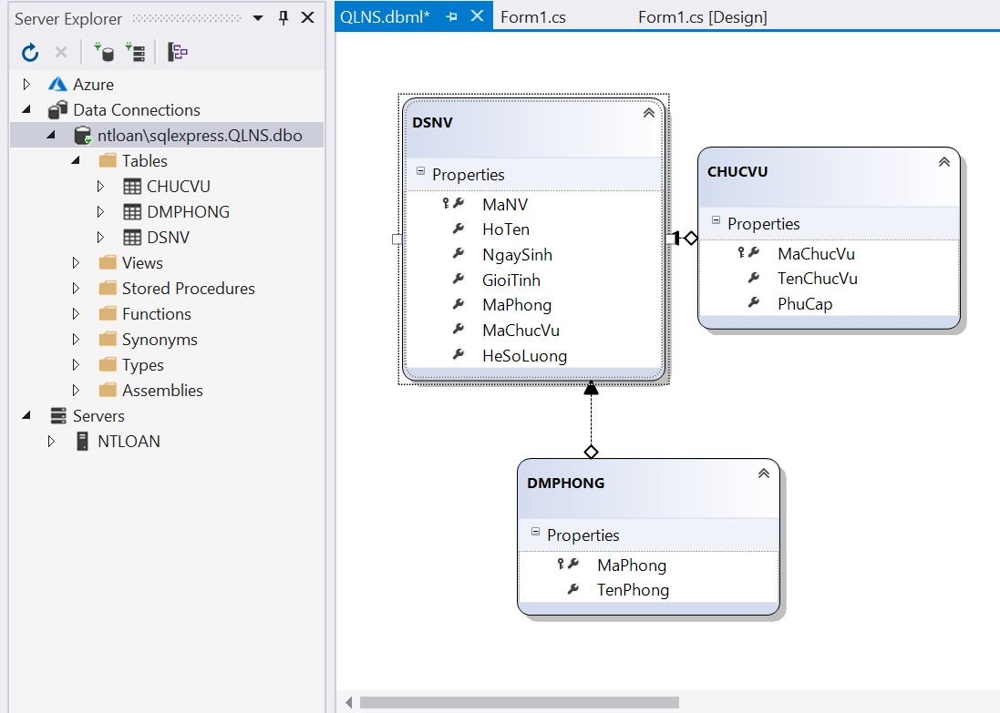 Server Explorer
Azure
Data Connections
ntloan\sqlexpress.QLNS.dbo
Tables
CHUCVU
DMPHONG
DSNV
Views
Stored Procedures
Functions
Synonyms
Types
Assemblies
Servers
NTLOAN
QLNS.dbml*
Form1.cs
Form1.cs [Design]
DSNV
Properties
MaNV
HoTen
NgaySinh
GioiTinh
MaPhong
MaChucVu
HeSoLuong
CHUCVU
Properties
MaChucVu
TenChucVu
PhuCap
DMPHONG
Properties
MaPhong
TenPhong